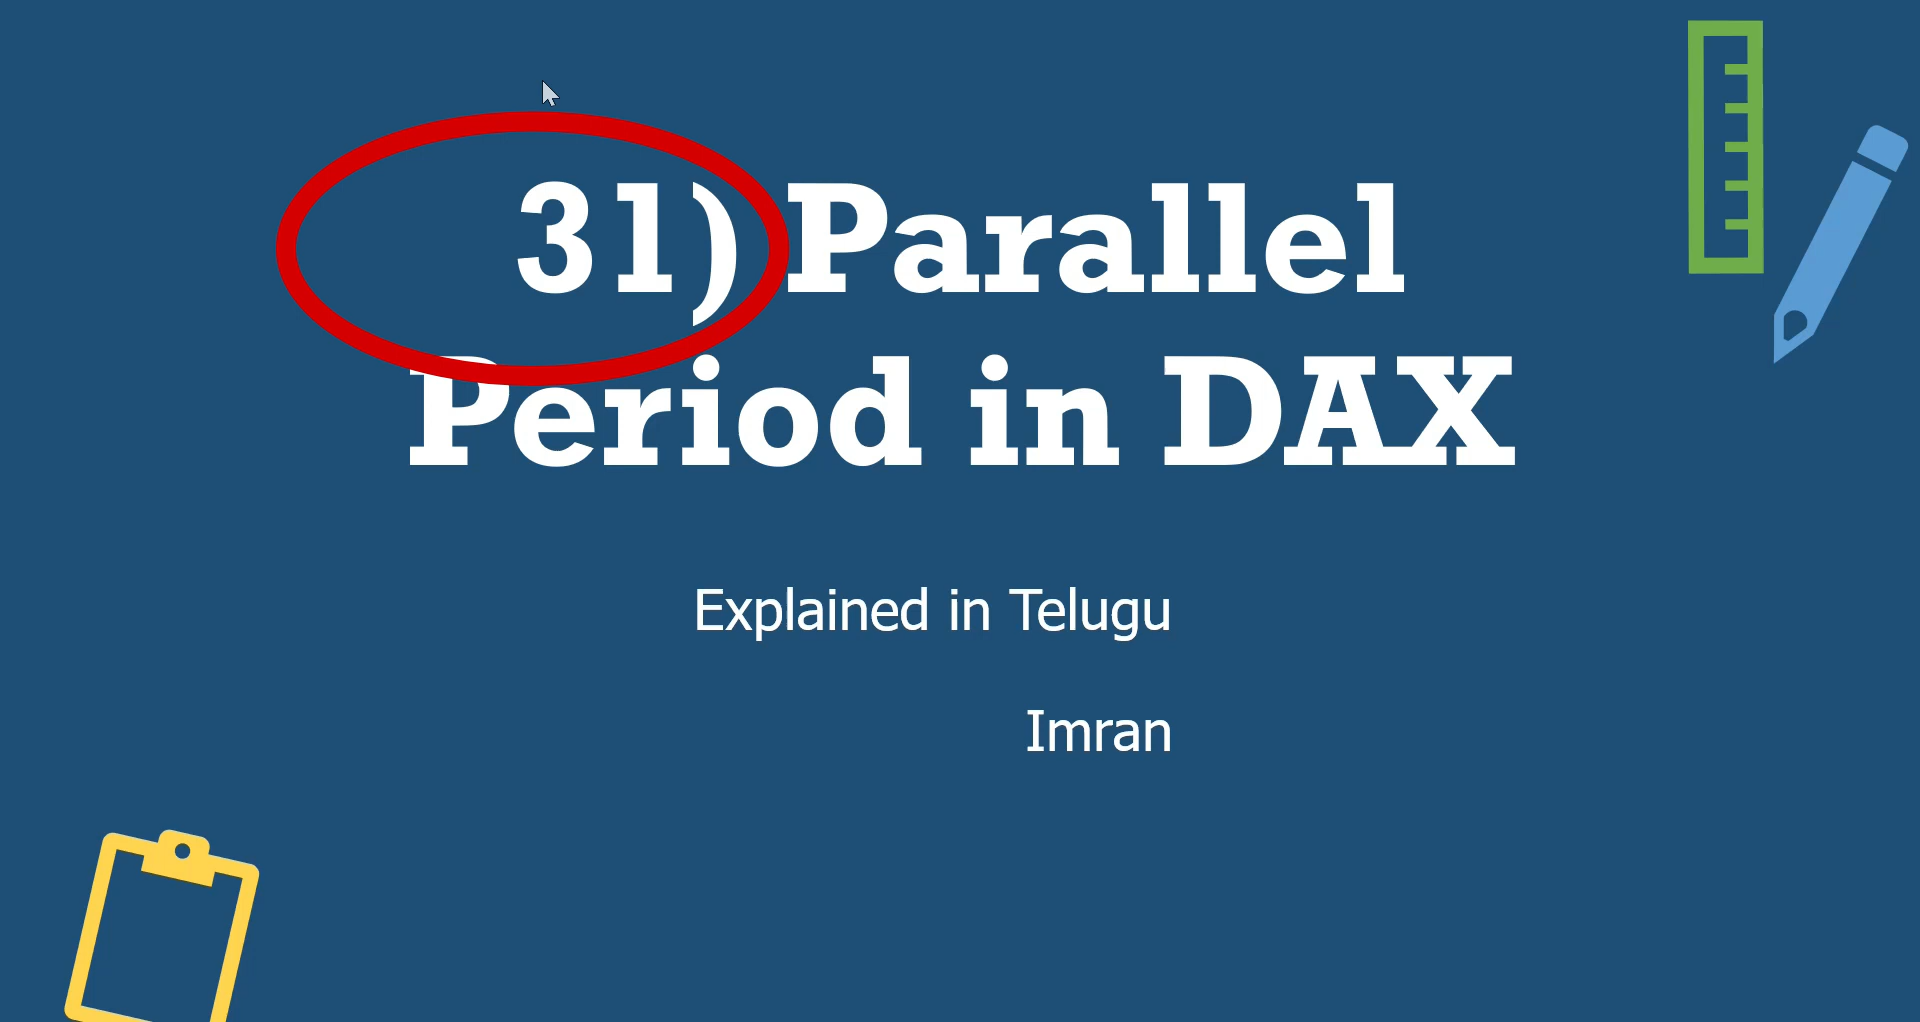 31) Parallel
Period in DAX
Explained in Telugu
Imran